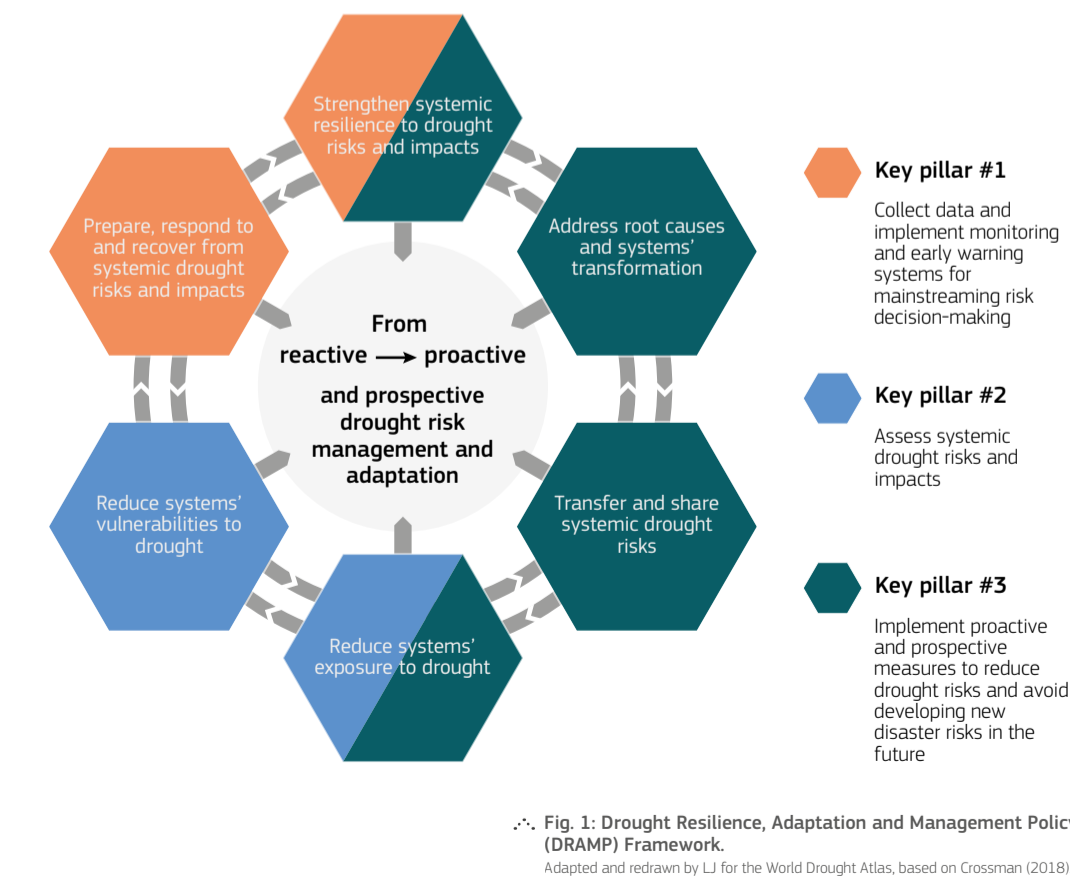 Strengthen systemic
resilience to drought
risks and impacts
Prepare, respond to
and recover from
systemic drought
risks and impacts
Address root causes
and systems’
transformation
From
reactive → proactive
and prospective
drought risk
management and
adaptation
Reduce systems’
vulnerabilities to
drought
Transfer and share
systemic drought
risks
Reduce systems’
exposure to drought
Key pillar #1
Collect data and
implement monitoring
and early warning
systems for
mainstreaming risk
decision-making
Key pillar #2
Assess systemic
drought risks and
impacts
Key pillar #3
Implement proactive
and prospective
measures to reduce
drought risks and avoid
developing new
disaster risks in the
future
Fig. 1: Drought Resilience, Adaptation and Management Policy
(DRAMP) Framework.
Adapted and redrawn by LJ for the World Drought Atlas, based on Crossman (2018)